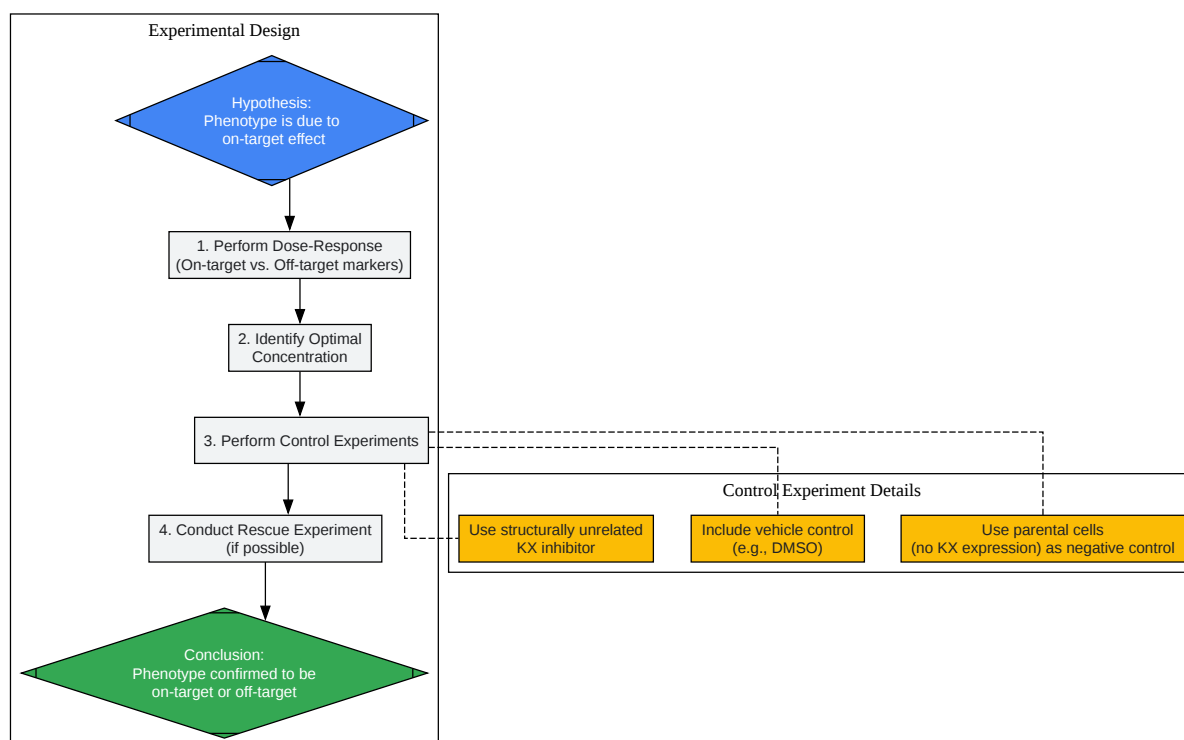 Experimental Design
Hypothesis:
Phenotype is due to
on-target effect
1. Perform Dose-Response
(On-target vs. Off-target markers)
2. Identify Optimal
Concentration
3. Perform Control Experiments
Control Experiment Details
Use structurally unrelated
KX inhibitor
Include vehicle control
(e.g., DMSO)
Use parental cells
(no KX expression) as negative control
4. Conduct Rescue Experiment
(if possible)
Conclusion:
Phenotype confirmed to be
on-target or off-target